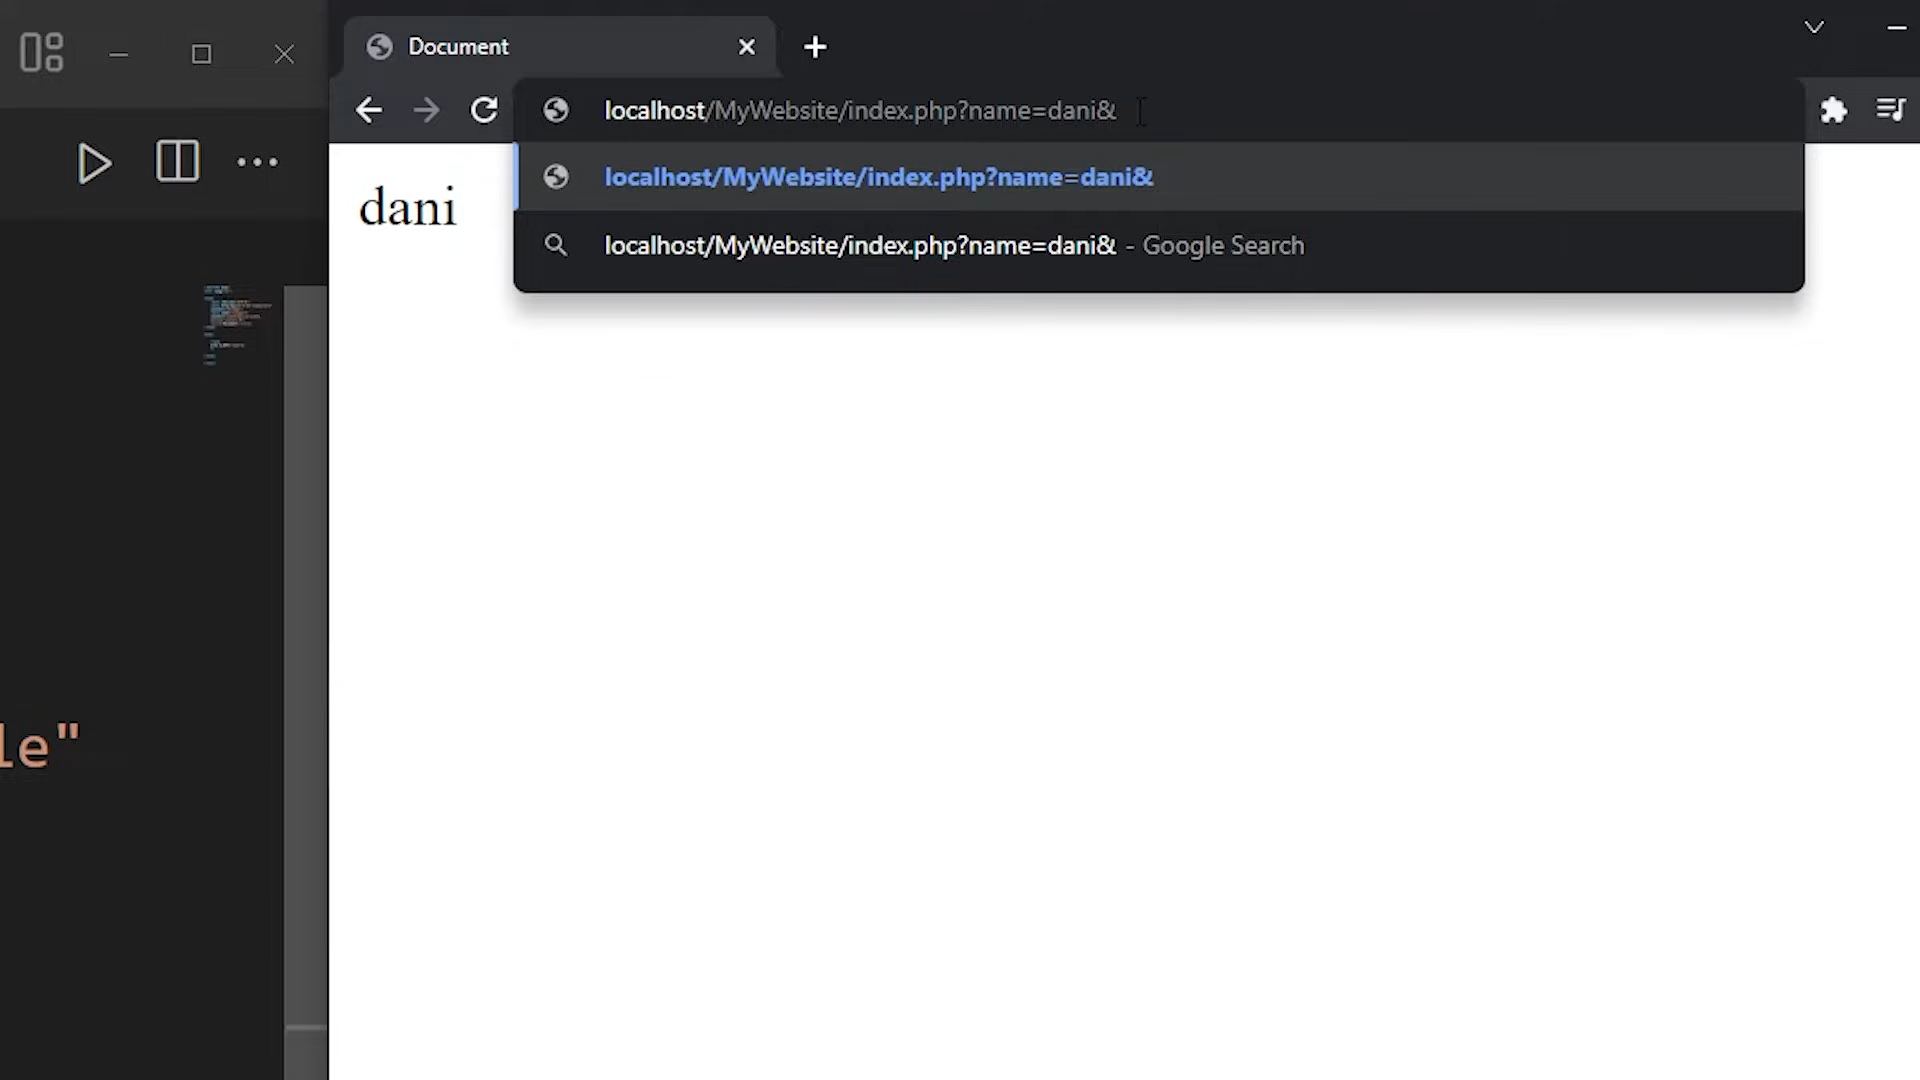 Document
localhost/MyWebsite/index.php?name=dani&
localhost/MyWebsite/index.php?name=dani&
localhost/MyWebsite/index.php?name=dani& - Google Search
dani
le"